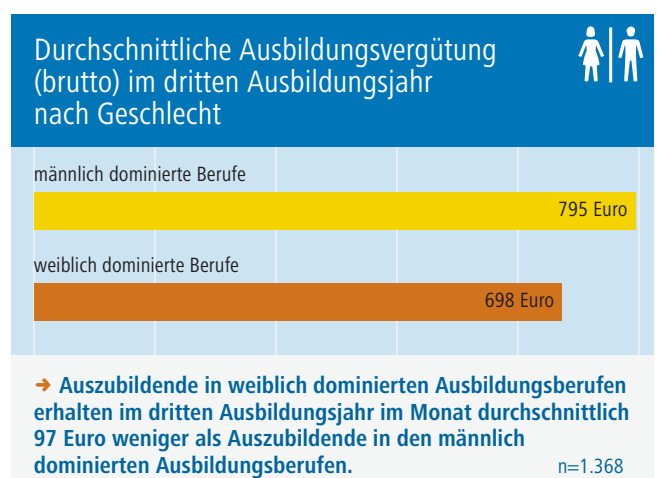 Durchschnittliche Ausbildungsvergütung
(brutto) im dritten Ausbildungsjahr
nach Geschlecht
männlich dominierte Berufe
795 Euro
weiblich dominierte Berufe
698 Euro
➔ Auszubildende in weiblich dominierten Ausbildungsberufen
erhalten im dritten Ausbildungsjahr im Monat durchschnittlich
97 Euro weniger als Auszubildende in den männlich
dominierten Ausbildungsberufen. n=1.368